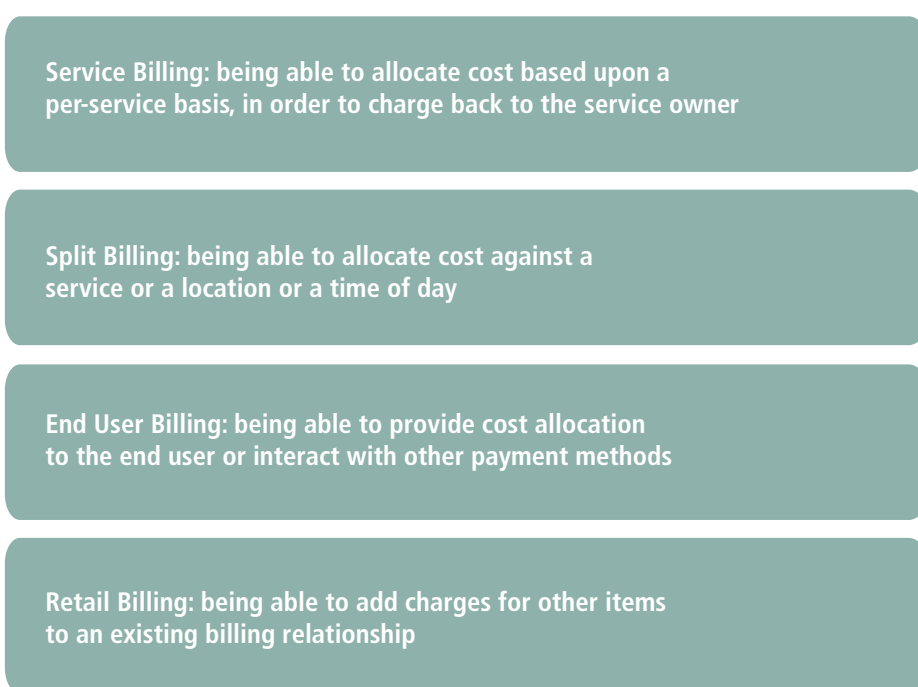 Service Billing: being able to allocate cost based upon a
per-service basis, in order to charge back to the service owner
Split Billing: being able to allocate cost against a
service or a location or a time of day
End User Billing: being able to provide cost allocation
to the end user or interact with other payment methods
Retail Billing: being able to add charges for other items
to an existing billing relationship